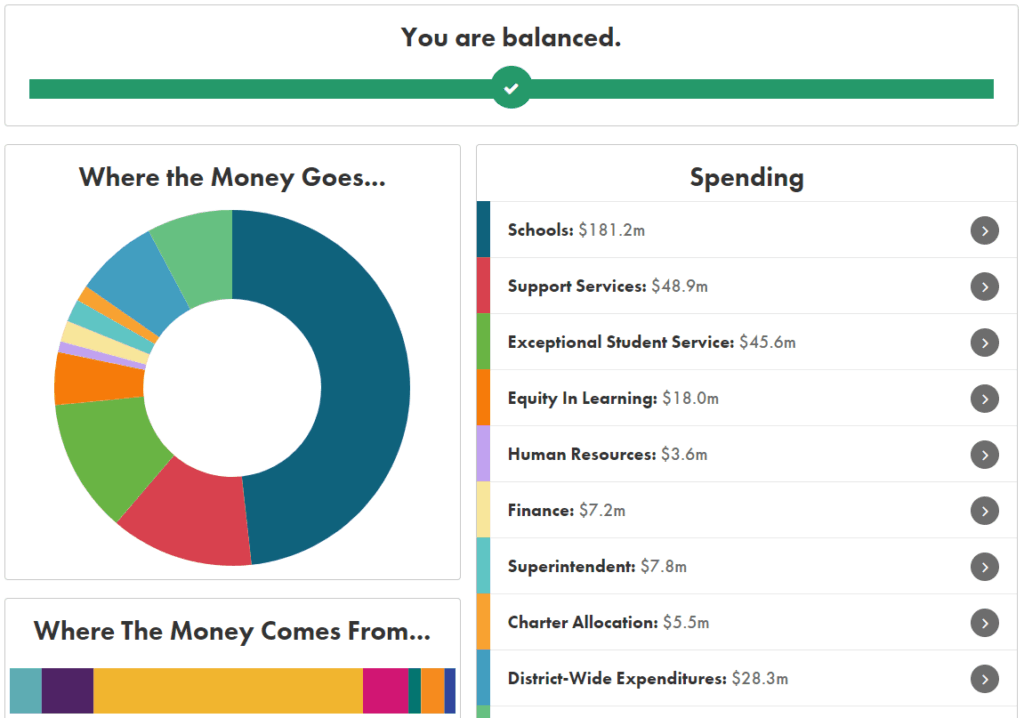 You are balanced.
Where the Money Goes...
Spending
Schools: $181.2m
Support Services: $48.9m
Exceptional Student Service: $45.6m
Equity In Learning: $18.0m
Human Resources: $3.6m
Finance: $7.2m
Superintendent: $7.8m
Charter Allocation: $5.5m
District-Wide Expenditures: $28.3m
Where The Money Comes From...